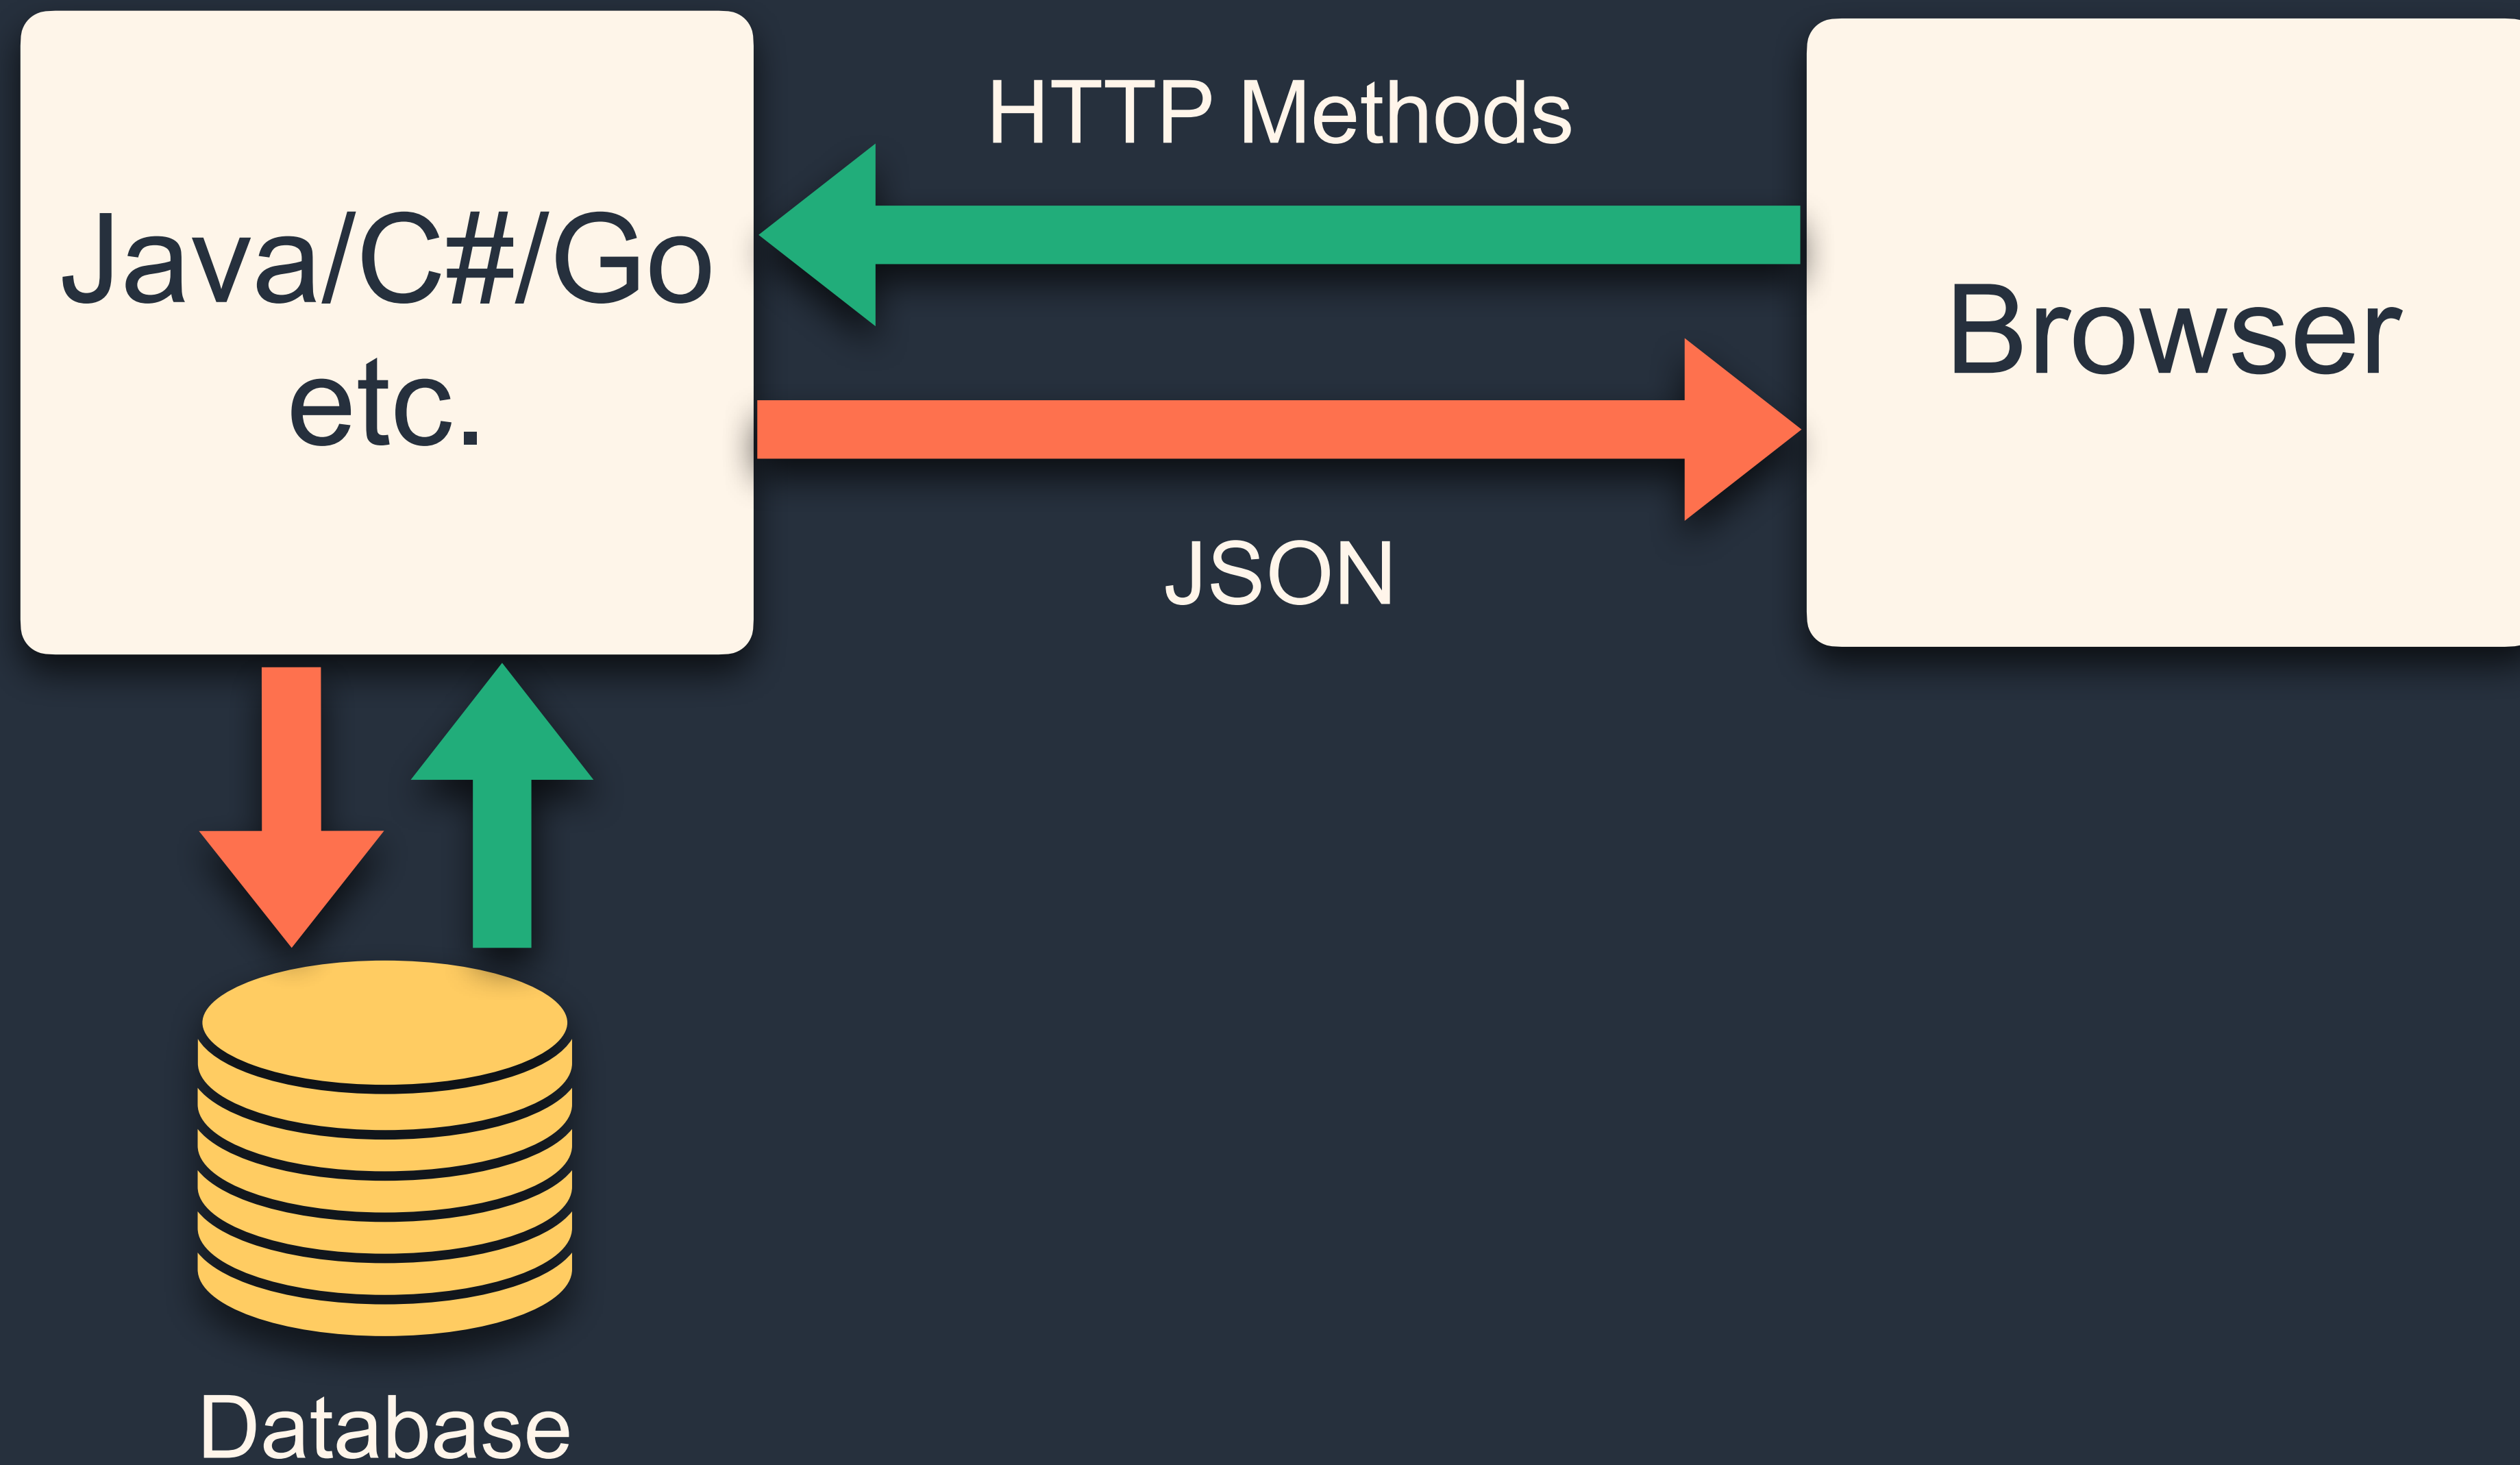 HTTP Methods
Java/C#/Go
etc.
Browser
JSON
Database